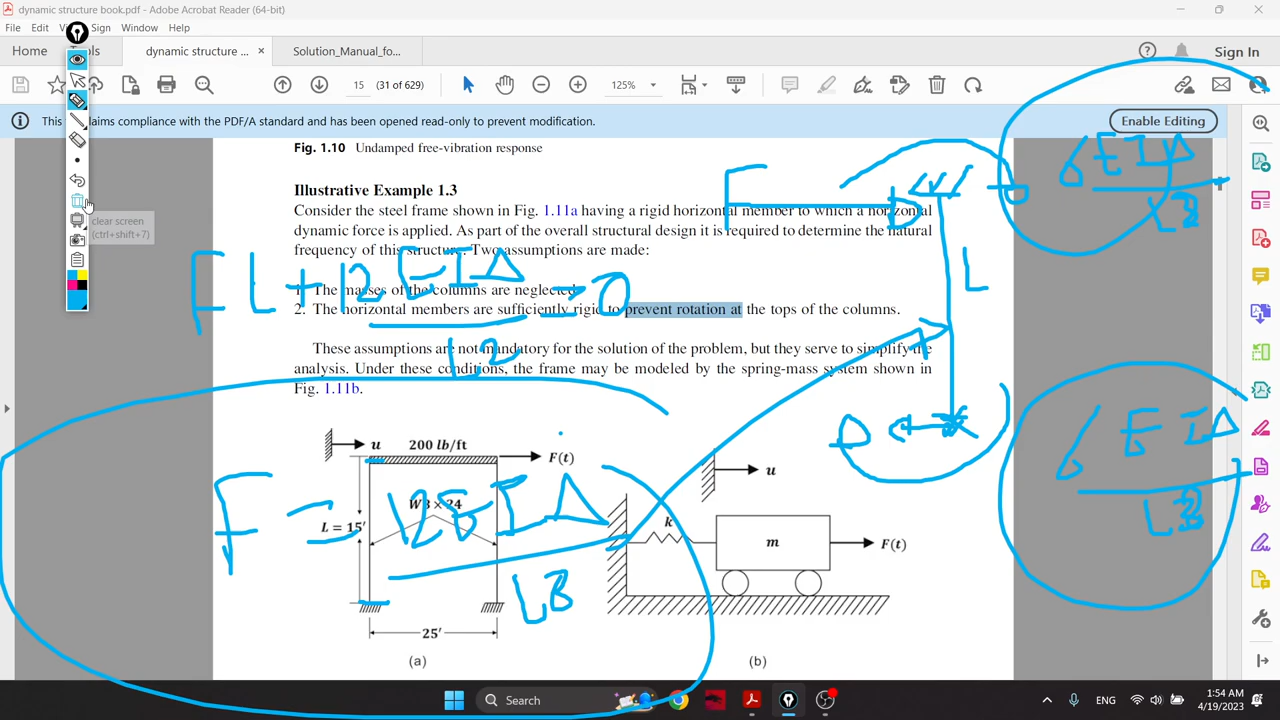 dynamic structure book.pdf - Adobe Acrobat Reader (64-bit)
File Edit Sign Window Help
Home dynamic structure ... × Solution_Manual_fo... Sign In
15 (31 of 629) 125%
This claims compliance with the PDF/A standard and has been opened read-only to prevent modification. Enable Editing
clear screen
(ctrl+shift+7)
Fig. 1.10 Undamped free-vibration response
Illustrative Example 1.3
Consider the steel frame shown in Fig. 1.11a having a rigid horizontal member to which a horizontal
dynamic force is applied. As part of the overall structural design it is required to determine the natural
frequency of this structure. Two assumptions are made:
1. The masses of the columns are neglected.
2. The horizontal members are sufficiently rigid to prevent rotation at the tops of the columns.
These assumptions are not mandatory for the solution of the problem, but they serve to simplify the
analysis. Under these conditions, the frame may be modeled by the spring-mass system shown in
Fig. 1.11b.
F
6EIΔ
L3
L
FL + 12EIΔ = 0
L2
6EIΔ
L3
F = 12EIΔ
L3
u 200 lb/ft F(t)
W8 × 24
L = 15'
25'
(a)
u
k m F(t)
(b)
Search
ENG 1:54 AM
4/19/2023